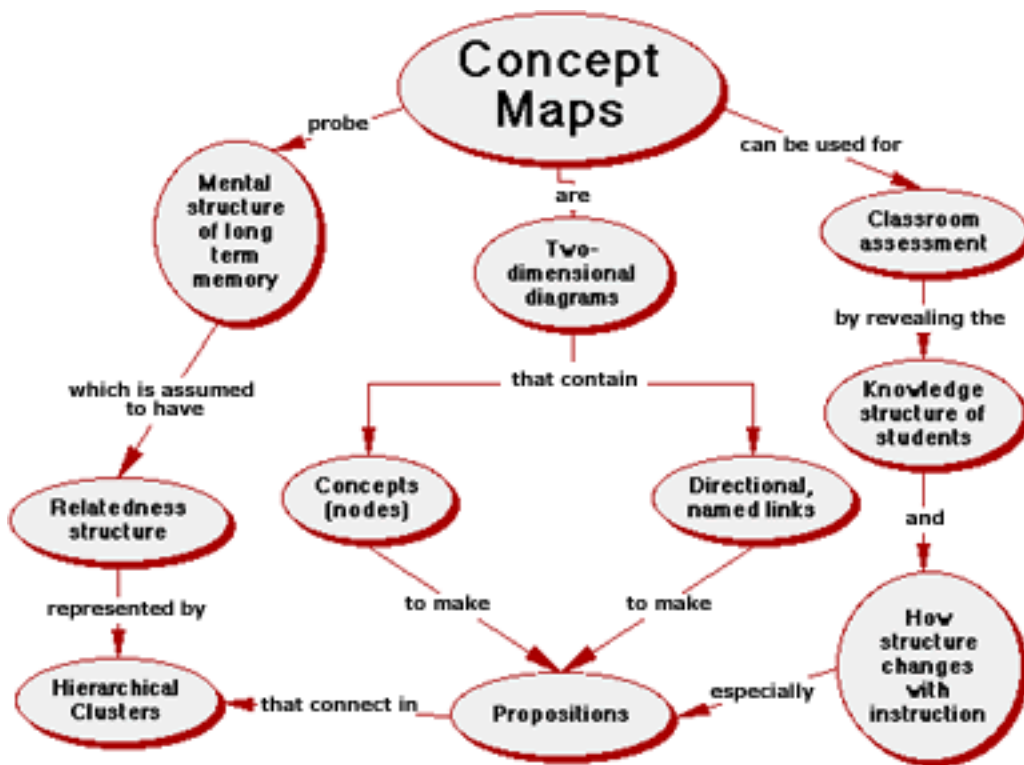 Concept
Maps
probe
can be used for
are
Mental
structure
of long
term
memory
Two-
dimensional
diagrams
Classroom
assessment
by revealing the
which is assumed
to have
that contain
Knowledge
structure of
students
Relatedness
structure
Concepts
(nodes)
Directional,
named links
and
represented by
to make
to make
How
structure
changes
with
instruction
Hierarchical
Clusters
that connect in
Propositions
especially